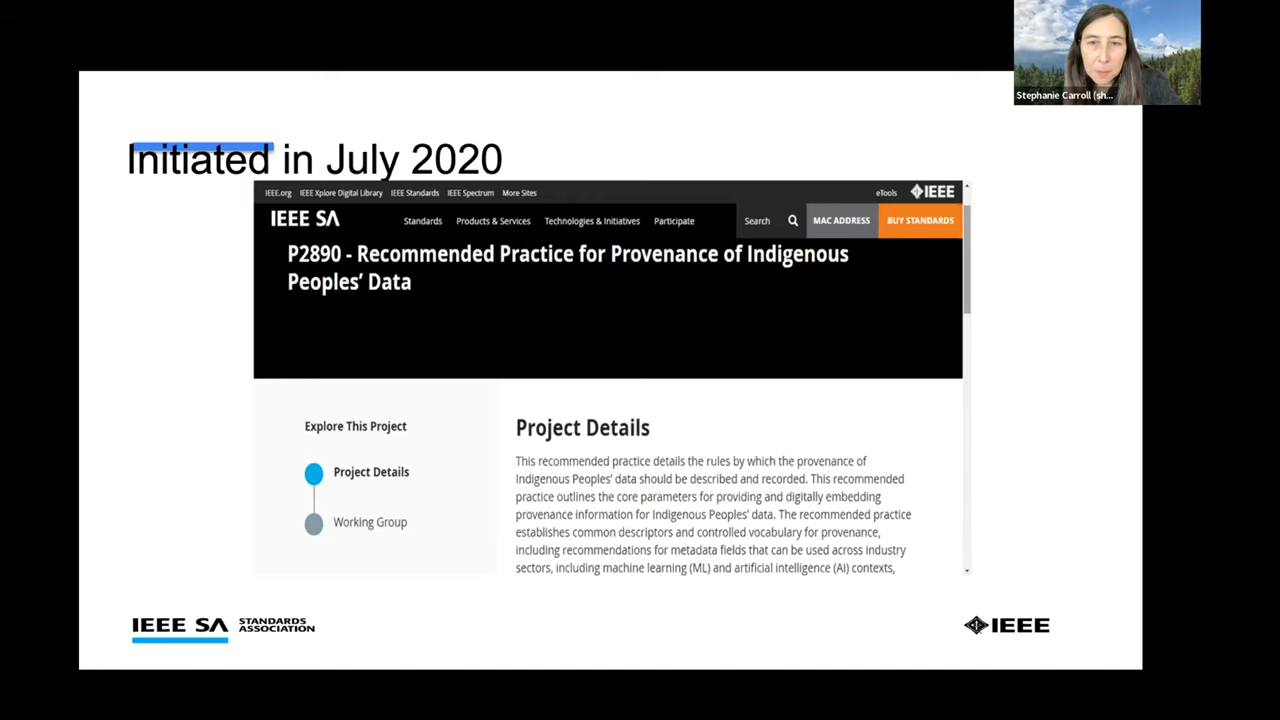 Stephanie Carroll (sh...
Initiated in July 2020
IEEE.org IEEE Xplore Digital Library IEEE Standards IEEE Spectrum More Sites eTools IEEE
IEEE SA Standards Products & Services Technologies & Initiatives Participate Search MAC ADDRESS BUY STANDARDS
P2890 - Recommended Practice for Provenance of Indigenous
Peoples’ Data
Explore This Project
Project Details
Working Group
Project Details
This recommended practice details the rules by which the provenance of
Indigenous Peoples’ data should be described and recorded. This recommended
practice outlines the core parameters for providing and digitally embedding
provenance information for Indigenous Peoples’ data. The recommended practice
establishes common descriptors and controlled vocabulary for provenance,
including recommendations for metadata fields that can be used across industry
sectors, including machine learning (ML) and artificial intelligence (AI) contexts,
IEEE SA STANDARDS
ASSOCIATION
IEEE